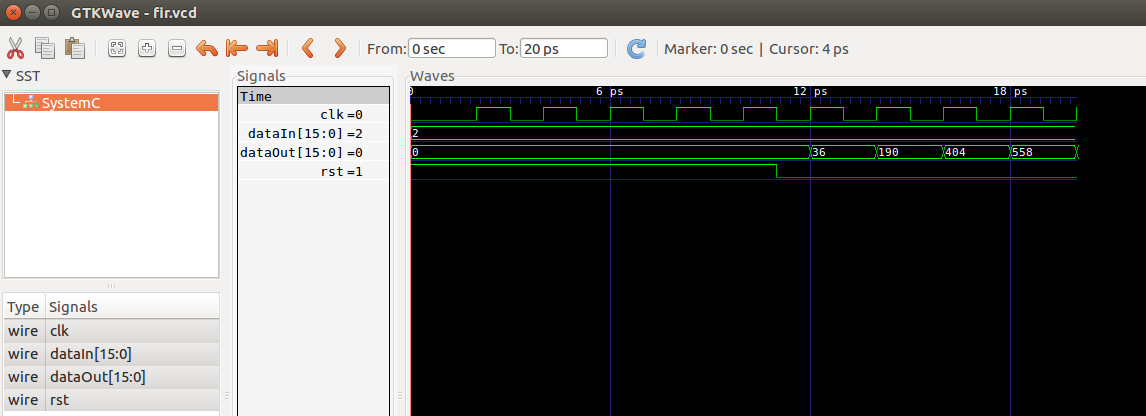 GTKWave - fir.vcd
From: 0 sec To: 20 ps Marker: 0 sec | Cursor: 4 ps
SST
SystemC
Type Signals
wire clk
wire dataIn[15:0]
wire dataOut[15:0]
wire rst
Signals
Time
clk =0
dataIn[15:0] =2
dataOut[15:0] =0
rst =1
Waves
0 6 ps 12 ps 18 ps
2
0 36 190 404 558